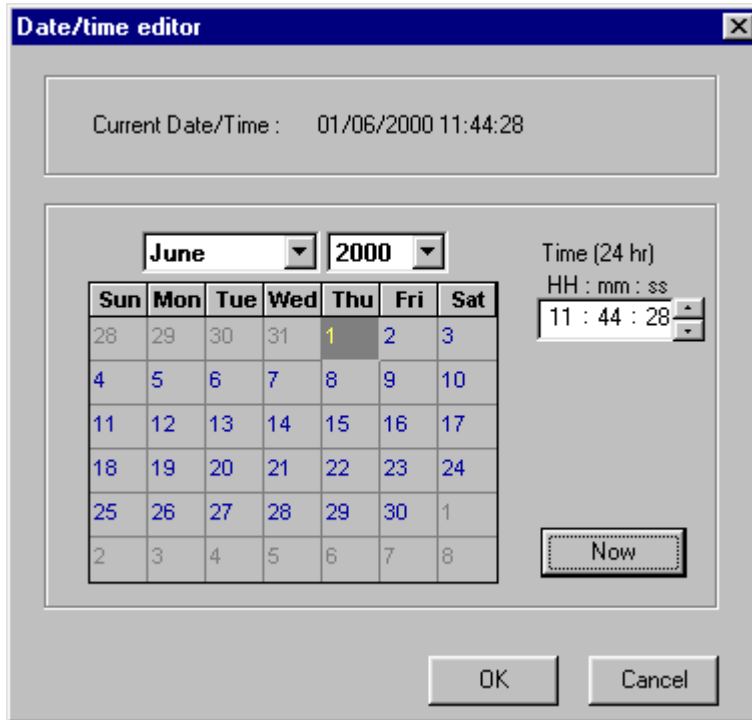 Date/time editor
Current Date/Time : 01/06/2000 11:44:28
June 2000
Time (24 hr)
HH : mm : ss
11 : 44 : 28
Sun Mon Tue Wed Thu Fri Sat
28 29 30 31 1 2 3
4 5 6 7 8 9 10
11 12 13 14 15 16 17
18 19 20 21 22 23 24
25 26 27 28 29 30 1
2 3 4 5 6 7 8
Now
OK Cancel